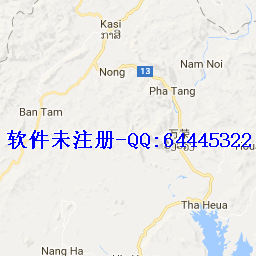 Kasi
ກາສີ
Nong
13
Nam Noi
Pha Tang
Ban Tam
软件未注册-QQ:64445322
Tha Heua
Nang Ha